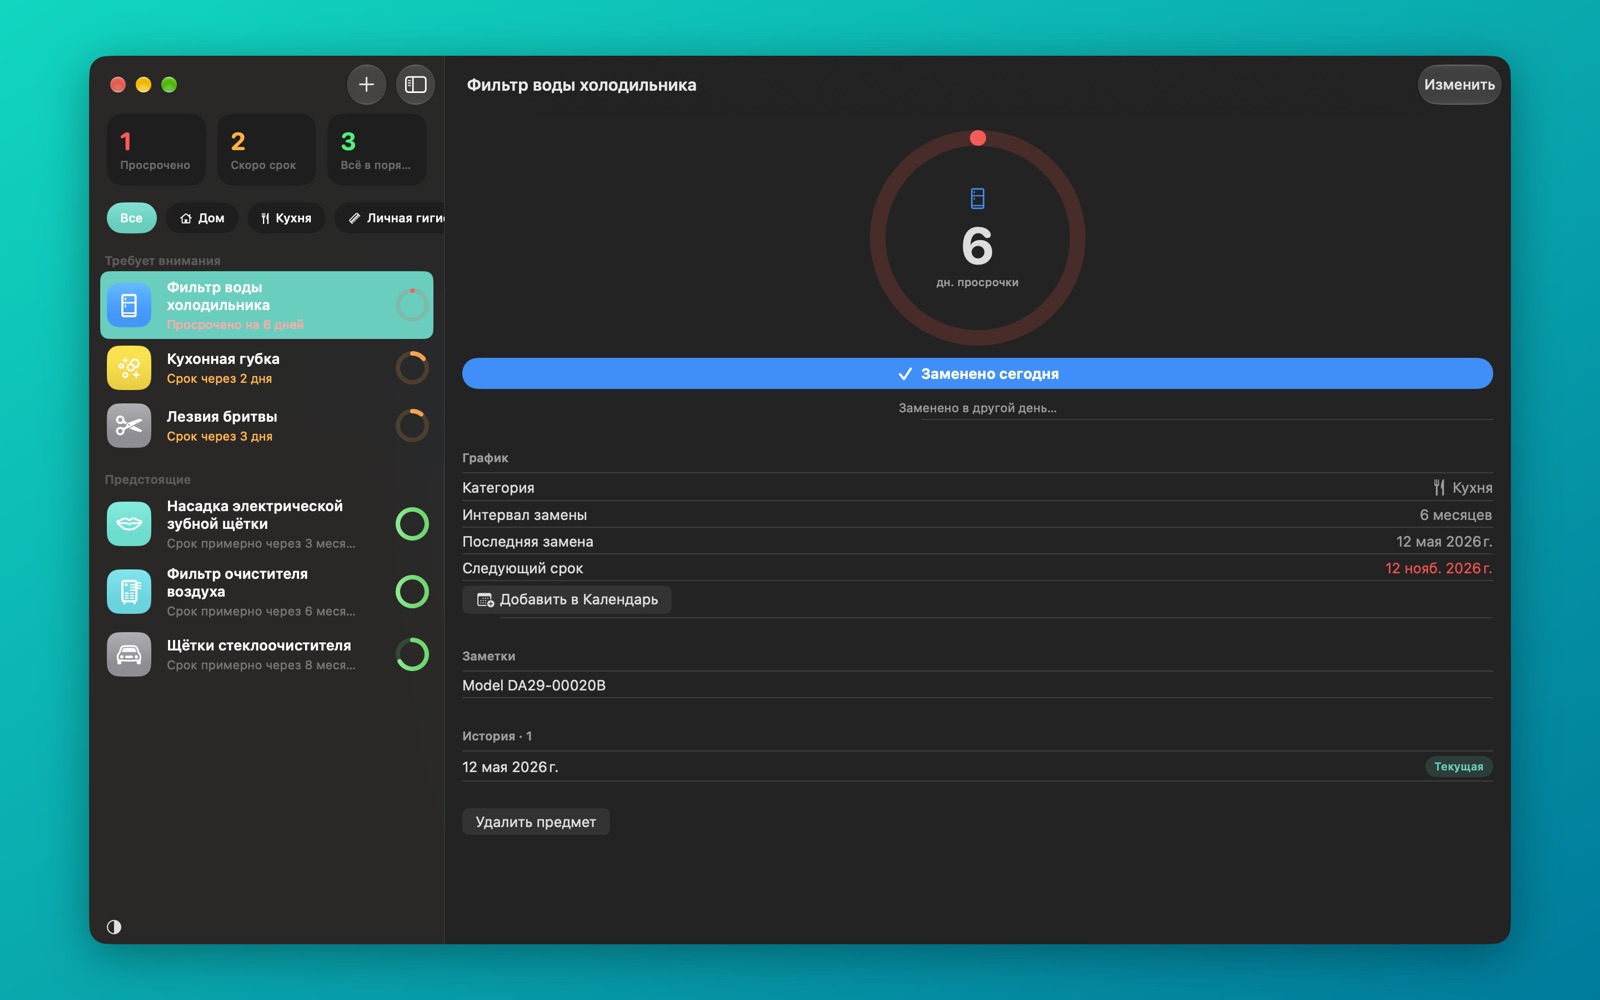 Фильтр воды холодильника
Изменить
1
Просрочено
2
Скоро срок
3
Всё в поря...
Все
Дом
Кухня
Личная гиги
Требует внимания
Фильтр воды
холодильника
Просрочено на 6 дней
Кухонная губка
Срок через 2 дня
Лезвия бритвы
Срок через 3 дня
Предстоящие
Насадка электрической
зубной щётки
Срок примерно через 3 меся...
Фильтр очистителя
воздуха
Срок примерно через 6 меся...
Щётки стеклоочистителя
Срок примерно через 8 меся...
6
дн. просрочки
Заменено сегодня
Заменено в другой день...
График
Категория
Кухня
Интервал замены
6 месяцев
Последняя замена
12 мая 2026 г.
Следующий срок
12 нояб. 2026 г.
Добавить в Календарь
Заметки
Model DA29-00020B
История · 1
12 мая 2026 г.
Текущая
Удалить предмет